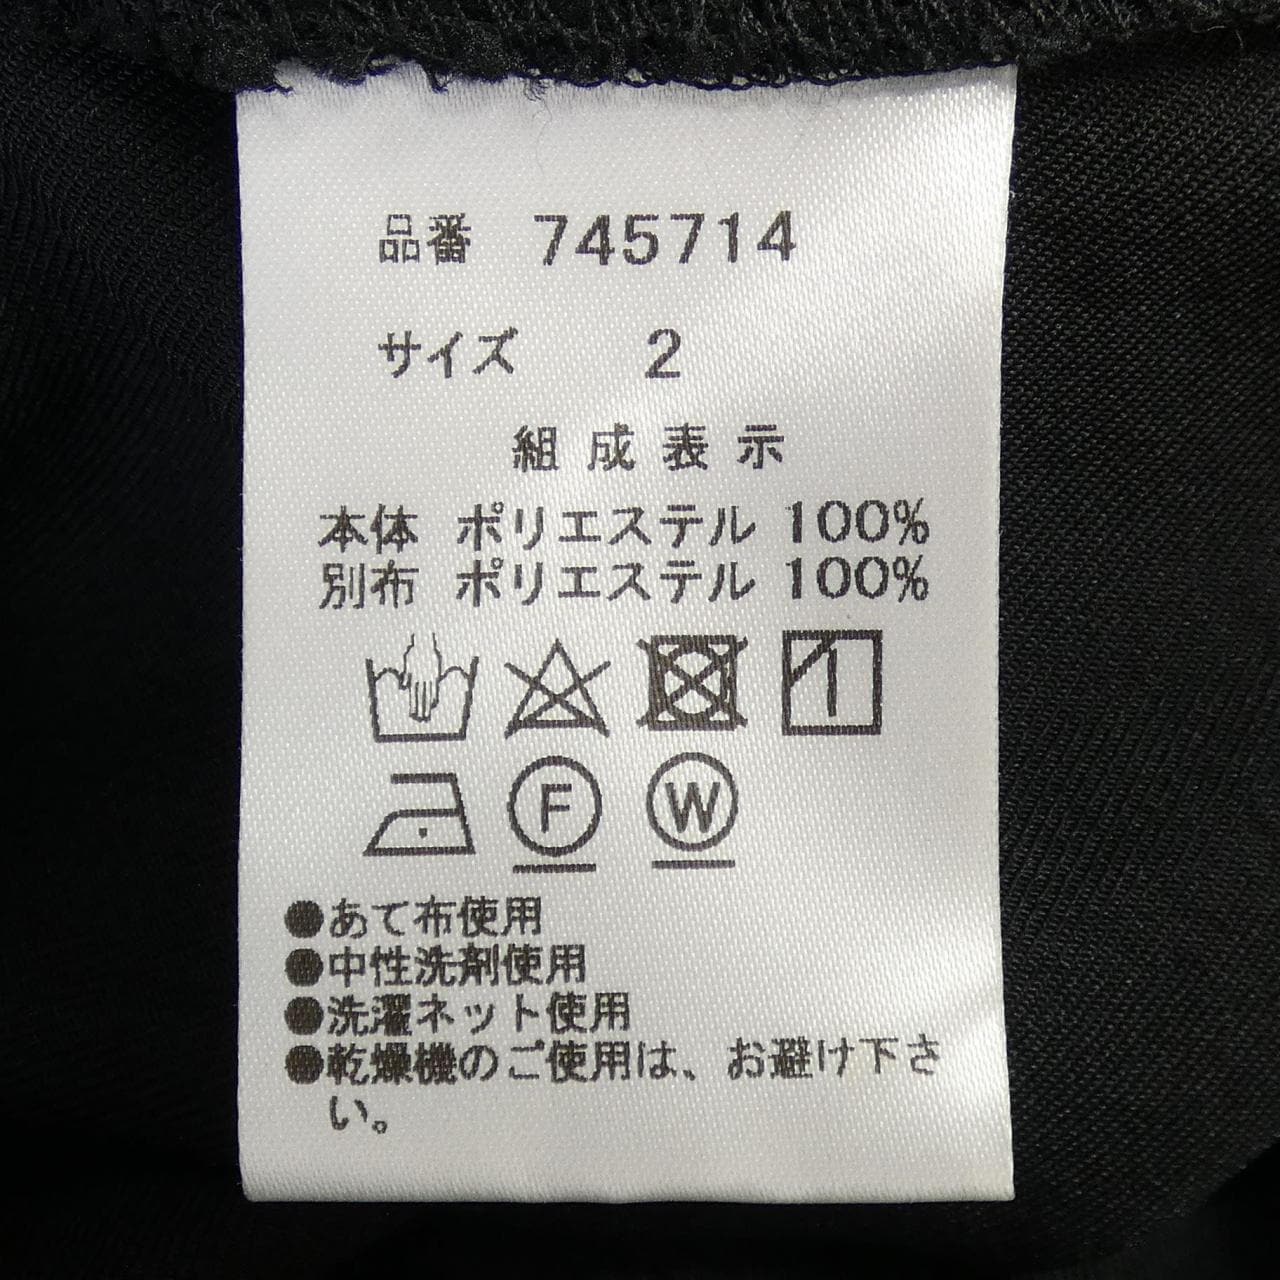 品番 745714
サイズ 2
組成表示
本体 ポリエステル 100%
別布 ポリエステル 100%
F W
●あて布使用
●中性洗剤使用
●洗濯ネット使用
●乾燥機のご使用は、お避け下さ
い。